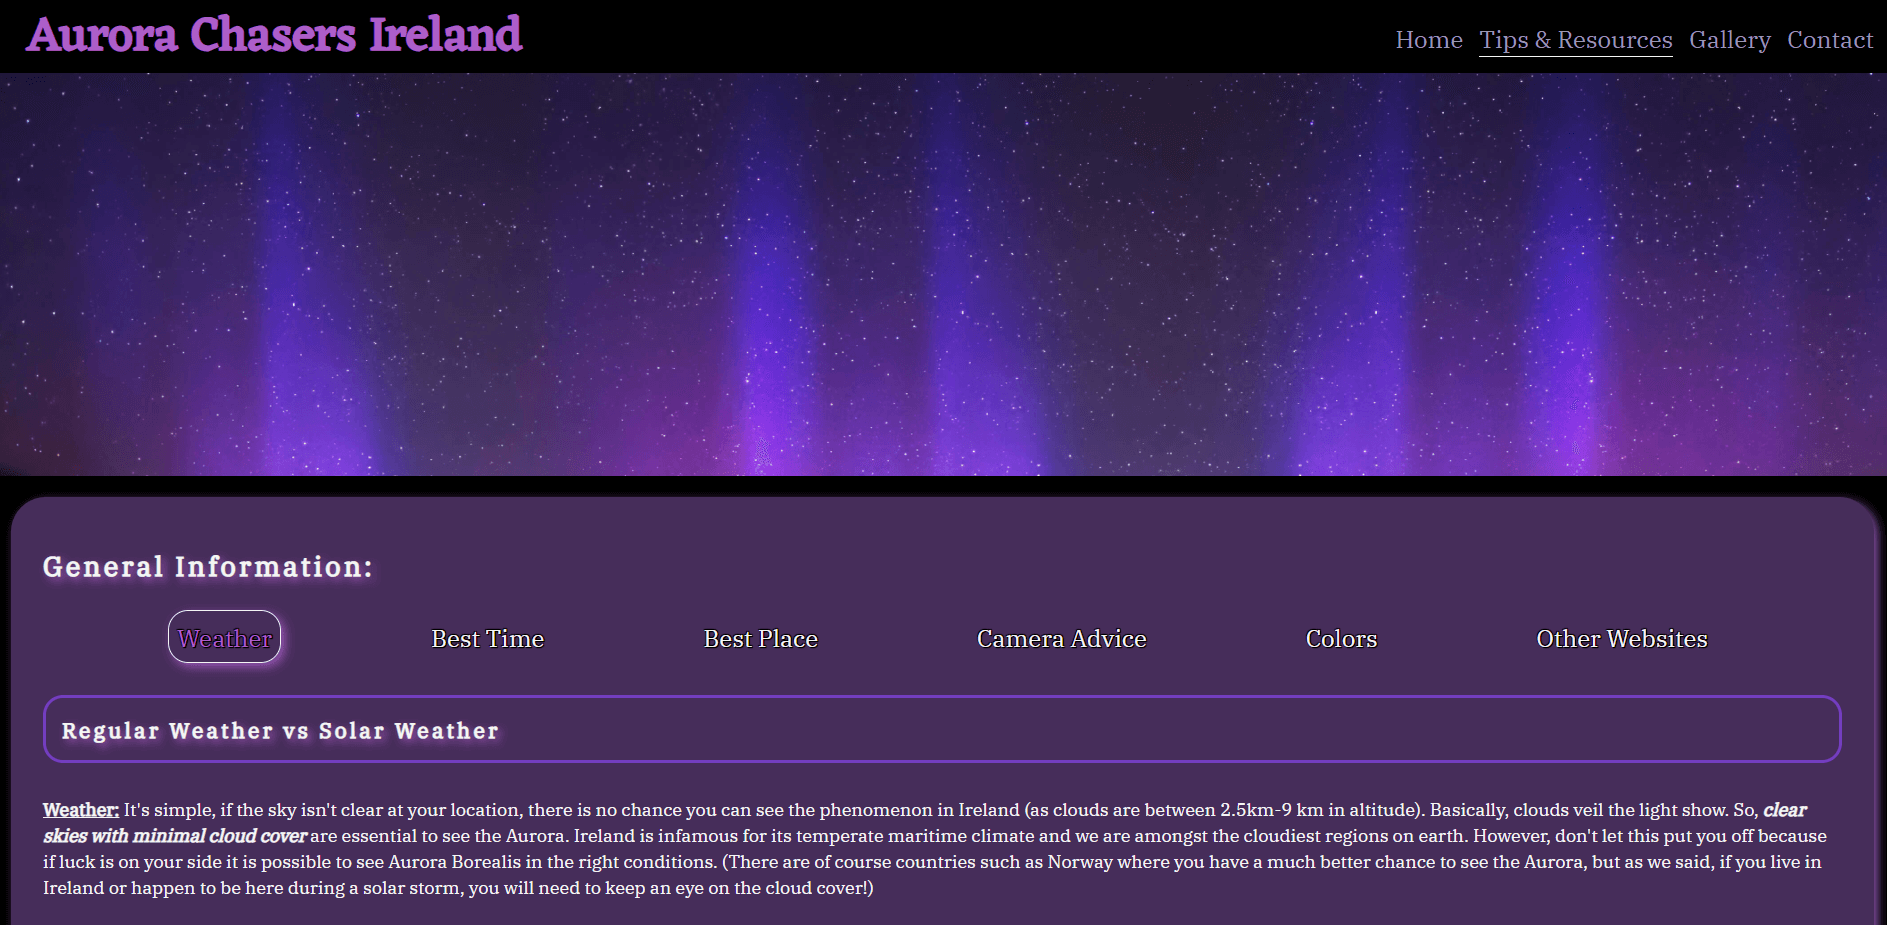 Aurora Chasers Ireland
Home Tips & Resources Gallery Contact
General Information:
Weather Best Time Best Place Camera Advice Colors Other Websites
Regular Weather vs Solar Weather
Weather: It's simple, if the sky isn't clear at your location, there is no chance you can see the phenomenon in Ireland (as clouds are between 2.5km-9 km in altitude). Basically, clouds veil the light show. So, clear
skies with minimal cloud cover are essential to see the Aurora. Ireland is infamous for its temperate maritime climate and we are amongst the cloudiest regions on earth. However, don't let this put you off because
if luck is on your side it is possible to see Aurora Borealis in the right conditions. (There are of course countries such as Norway where you have a much better chance to see the Aurora, but as we said, if you live in
Ireland or happen to be here during a solar storm, you will need to keep an eye on the cloud cover!)